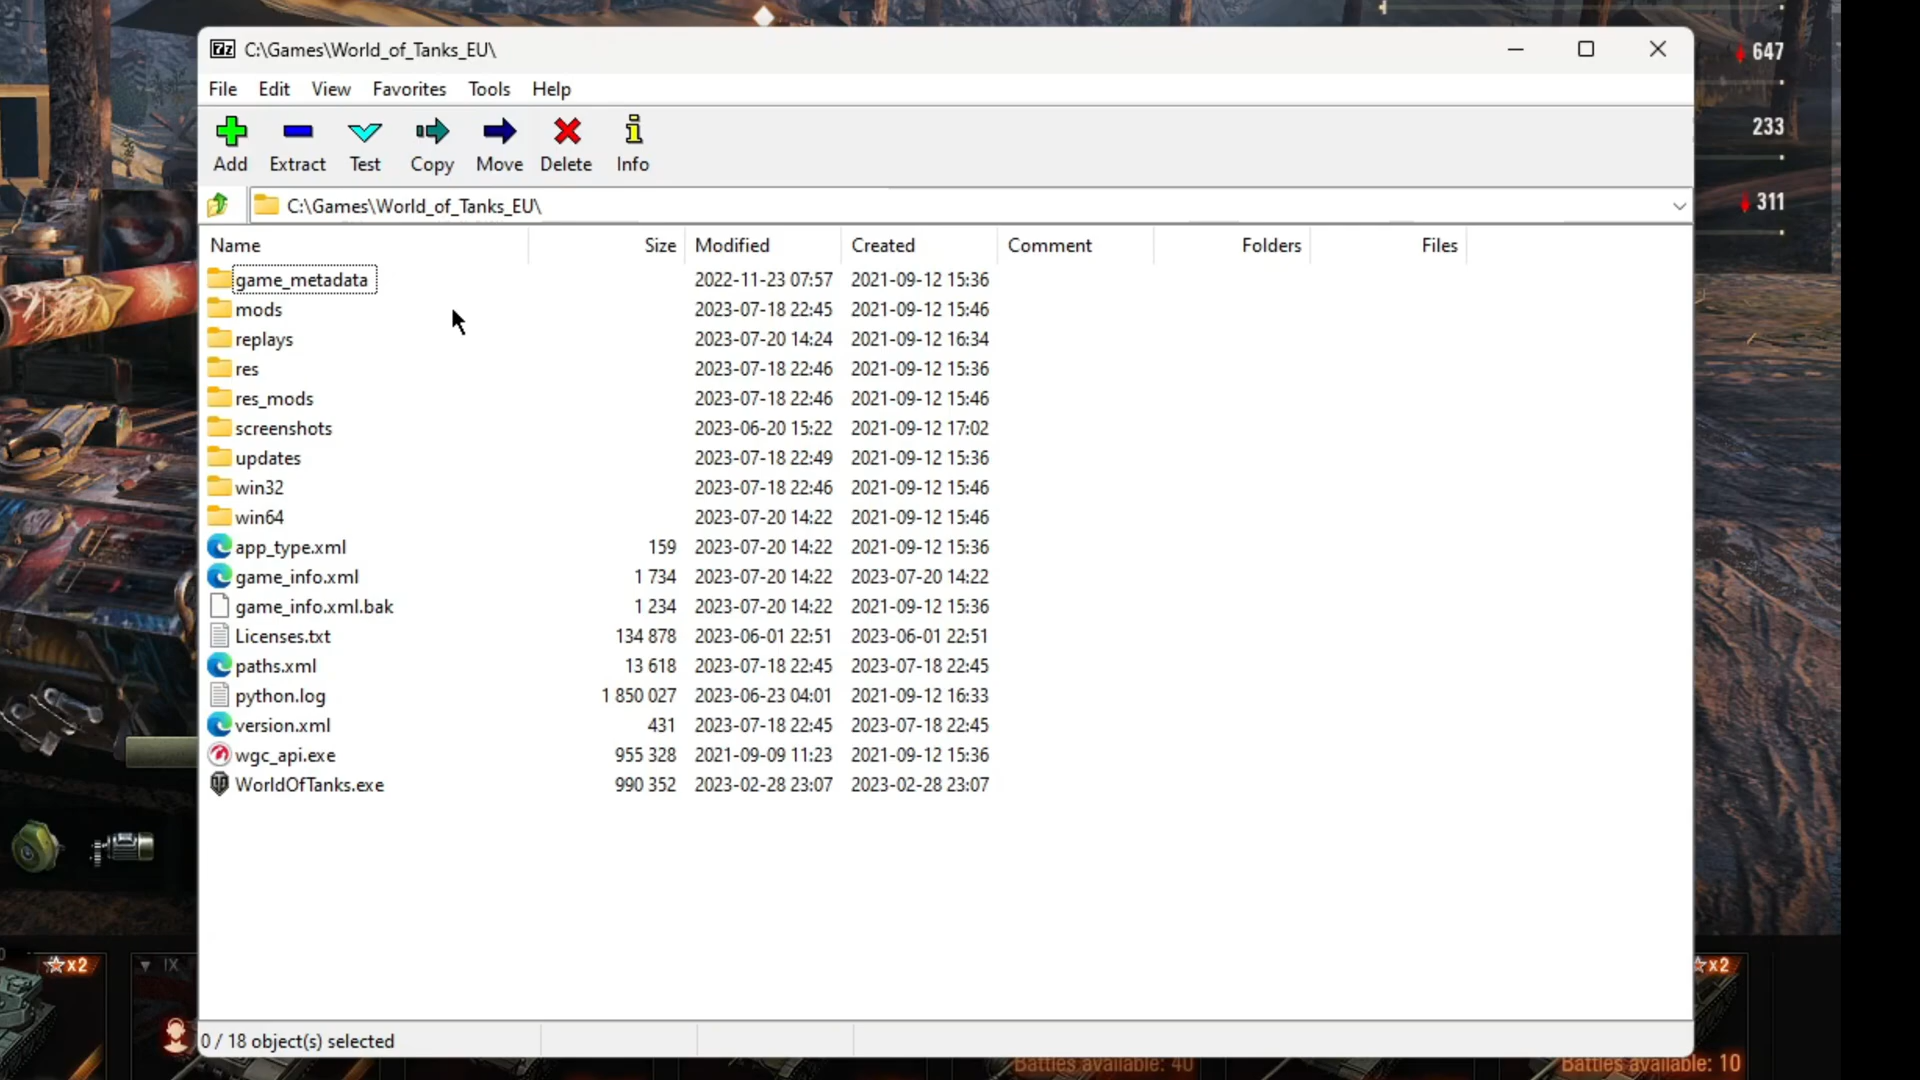 647
233
311
C:\Games\World_of_Tanks_EU\
File Edit View Favorites Tools Help
Add Extract Test Copy Move Delete Info
C:\Games\World_of_Tanks_EU\
Name Size Modified Created Comment Folders Files
game_metadata 2022-11-23 07:57 2021-09-12 15:36
mods 2023-07-18 22:45 2021-09-12 15:46
replays 2023-07-20 14:24 2021-09-12 16:34
res 2023-07-18 22:46 2021-09-12 15:36
res_mods 2023-07-18 22:46 2021-09-12 15:46
screenshots 2023-06-20 15:22 2021-09-12 17:02
updates 2023-07-18 22:49 2021-09-12 15:36
win32 2023-07-18 22:46 2021-09-12 15:46
win64 2023-07-20 14:22 2021-09-12 15:46
app_type.xml 159 2023-07-20 14:22 2021-09-12 15:36
game_info.xml 1 734 2023-07-20 14:22 2023-07-20 14:22
game_info.xml.bak 1 234 2023-07-20 14:22 2021-09-12 15:36
Licenses.txt 134 878 2023-06-01 22:51 2023-06-01 22:51
paths.xml 13 618 2023-07-18 22:45 2023-07-18 22:45
python.log 1 850 027 2023-06-23 04:01 2021-09-12 16:33
version.xml 431 2023-07-18 22:45 2023-07-18 22:45
wgc_api.exe 955 328 2021-09-09 11:23 2021-09-12 15:36
WorldOfTanks.exe 990 352 2023-02-28 23:07 2023-02-28 23:07
x2 IX x2
0 / 18 object(s) selected
Battles available: 40 Battles available: 10